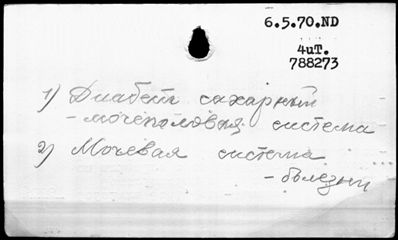 6.5.70.ND
4uT.
788273
1) Диабет сахарный
- мочеполовая система
2) Мочевая система
- болезни